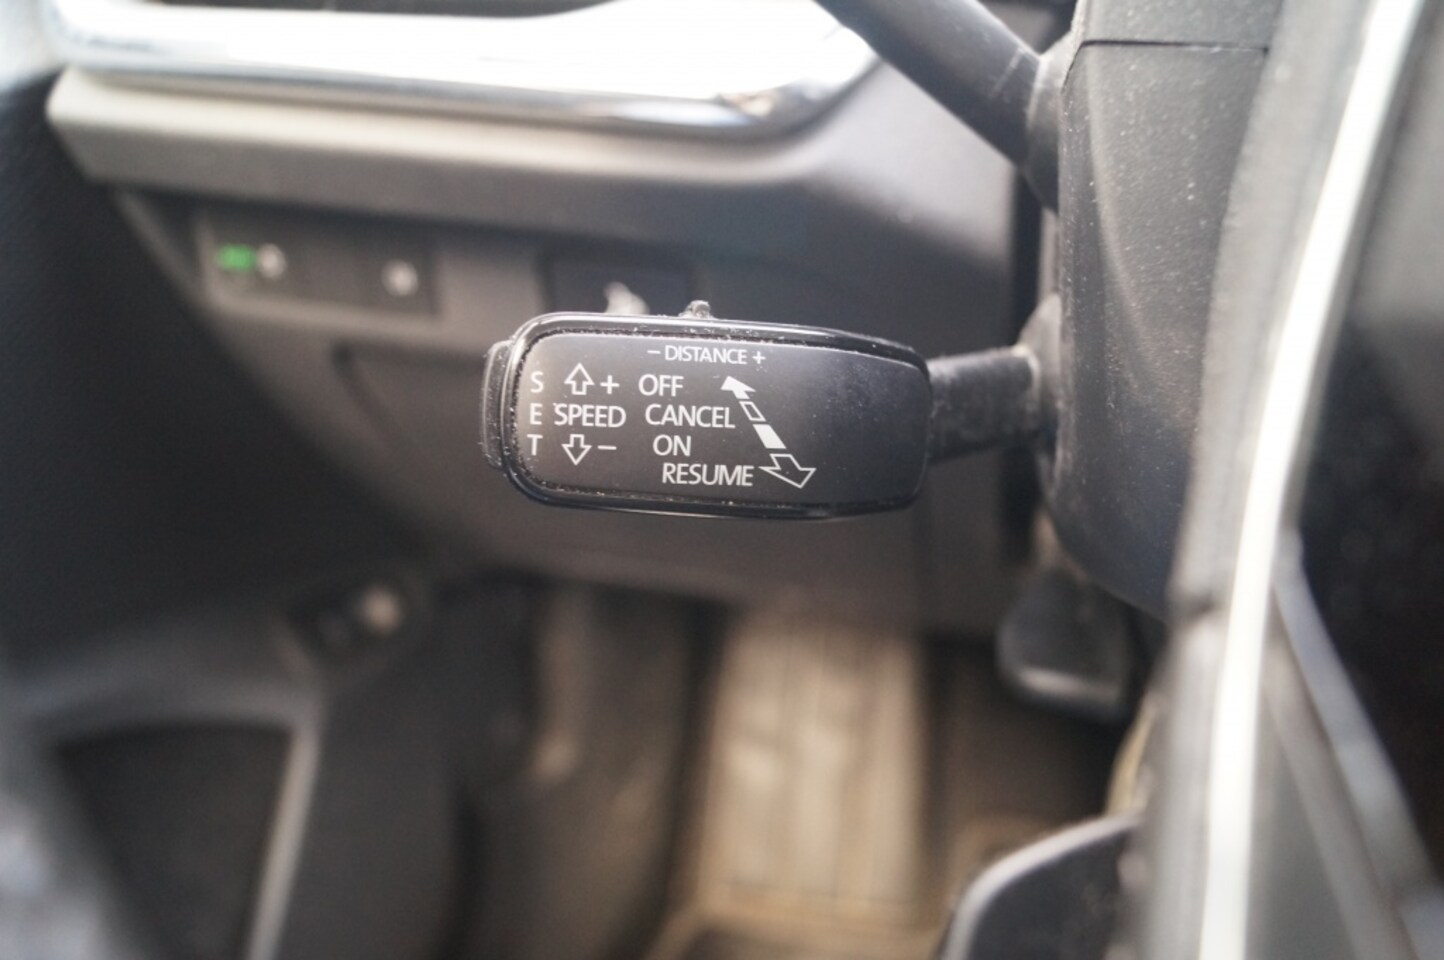 − DISTANCE +
S + OFF
E SPEED CANCEL
T − ON
RESUME